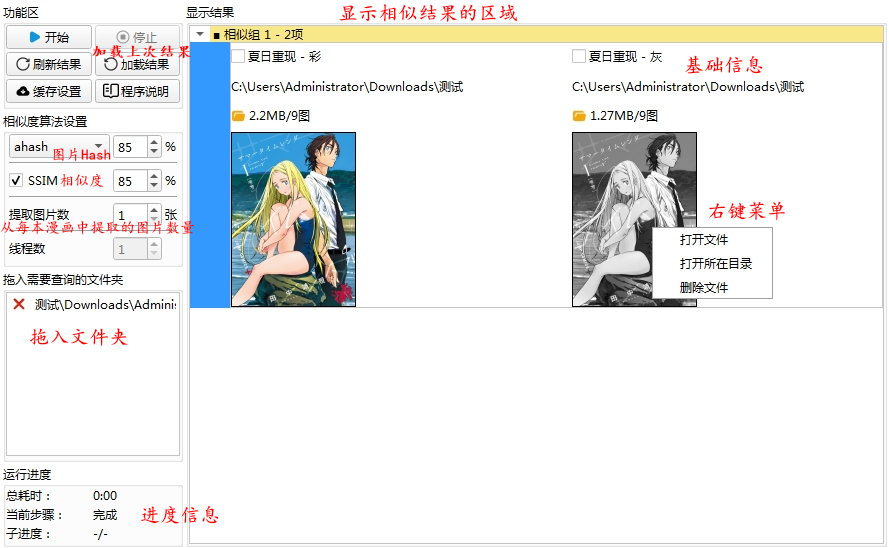 功能区
开始
停止
加载上次结果
刷新结果
加载结果
缓存设置
程序说明
相似度算法设置
ahash
85
%
图片Hash
SSIM
相似度
85
%
提取图片数
1
张
从每本漫画中提取的图片数量
线程数
1
拖入需要查询的文件夹
测试\Downloads\Adminis
拖入文件夹
运行进度
总耗时：
0:00
当前步骤：
完成
子进度：
-/-
进度信息
显示结果
显示相似结果的区域
■ 相似组 1 - 2项
夏日重现 - 彩
C:\Users\Administrator\Downloads\测试
2.2MB/9图
夏日重现 - 灰
基础信息
C:\Users\Administrator\Downloads\测试
1.27MB/9图
右键菜单
打开文件
打开所在目录
删除文件